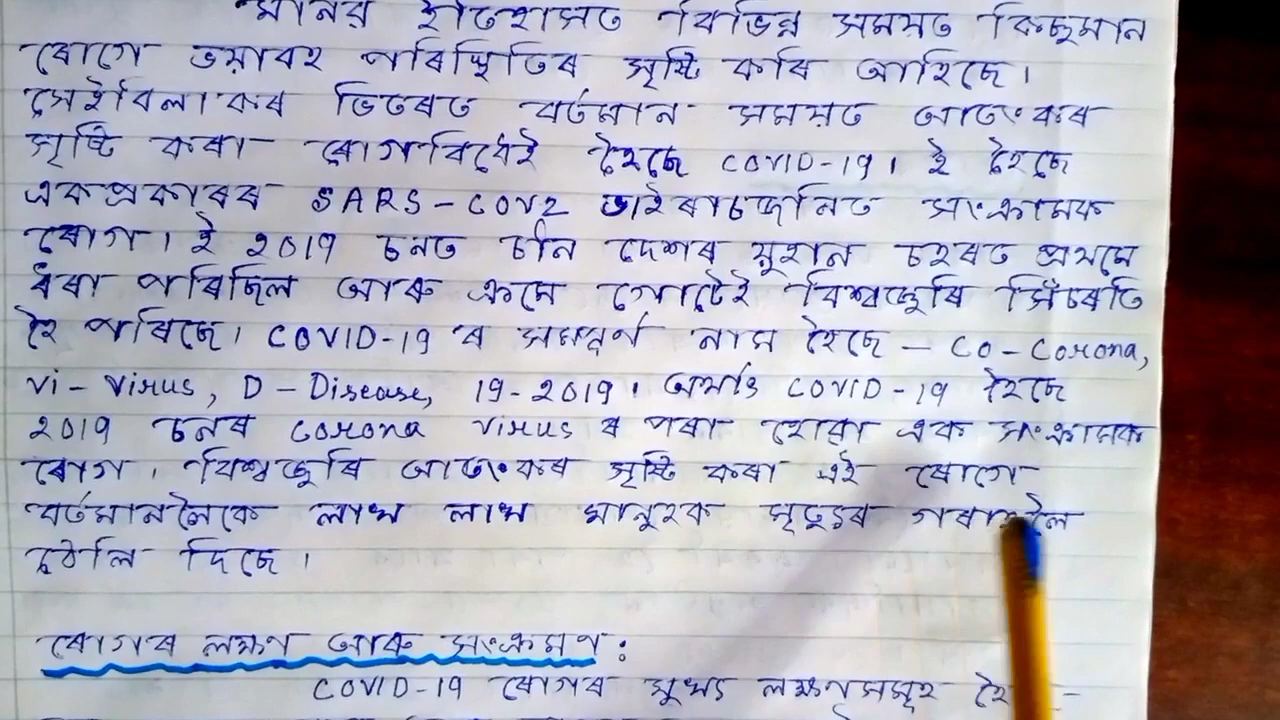 মানৱ ইতিহাসত বিভিন্ন সময়ত কিছুমান
ৰোগে ভয়াবহ পৰিস্থিতিৰ সৃষ্টি কৰি আহিছে।
সেইবিলাকৰ ভিতৰত বৰ্তমান সময়ত আতংকৰ
সৃষ্টি কৰা ৰোগবিধেই হৈছে COVID-19। ই হৈছে
একপ্ৰকাৰৰ SARS-COV2 ভাইৰাচজনিত সংক্ৰামক
ৰোগ। ই 2019 চনত চীন দেশৰ য়ুহান চহৰত প্ৰথমে
ধৰা পৰিছিল আৰু ক্ৰমে গোটেই বিশ্বজুৰি সিঁচৰতি
হৈ পৰিছে। COVID-19 ৰ সম্পূৰ্ণ নাম হৈছে – CO-Corona,
Vi-Virus, D-Disease, 19-2019। অৰ্থাৎ COVID-19 হৈছে
2019 চনৰ Corona Virus ৰ পৰা হোৱা এক সংক্ৰামক
ৰোগ। বিশ্বজুৰি আতংকৰ সৃষ্টি কৰা এই ৰোগে
বৰ্তমানলৈকে লাখ লাখ মানুহক মৃত্যুৰ গৰাহলৈ
ঠেলি দিছে।
ৰোগৰ লক্ষণ আৰু সংক্ৰমণ :
COVID-19 ৰোগৰ মুখ্য লক্ষণসমূহ